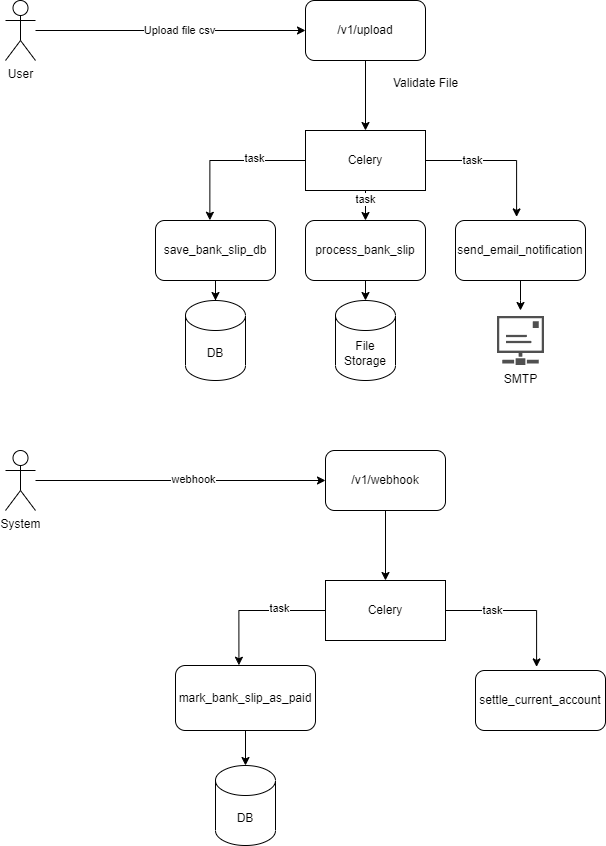 Upload file csv
/v1/upload
User
Validate File
Celery
task
task
task
save_bank_slip_db
process_bank_slip
send_email_notification
DB
File
Storage
SMTP
webhook
/v1/webhook
System
Celery
task
task
mark_bank_slip_as_paid
settle_current_account
DB